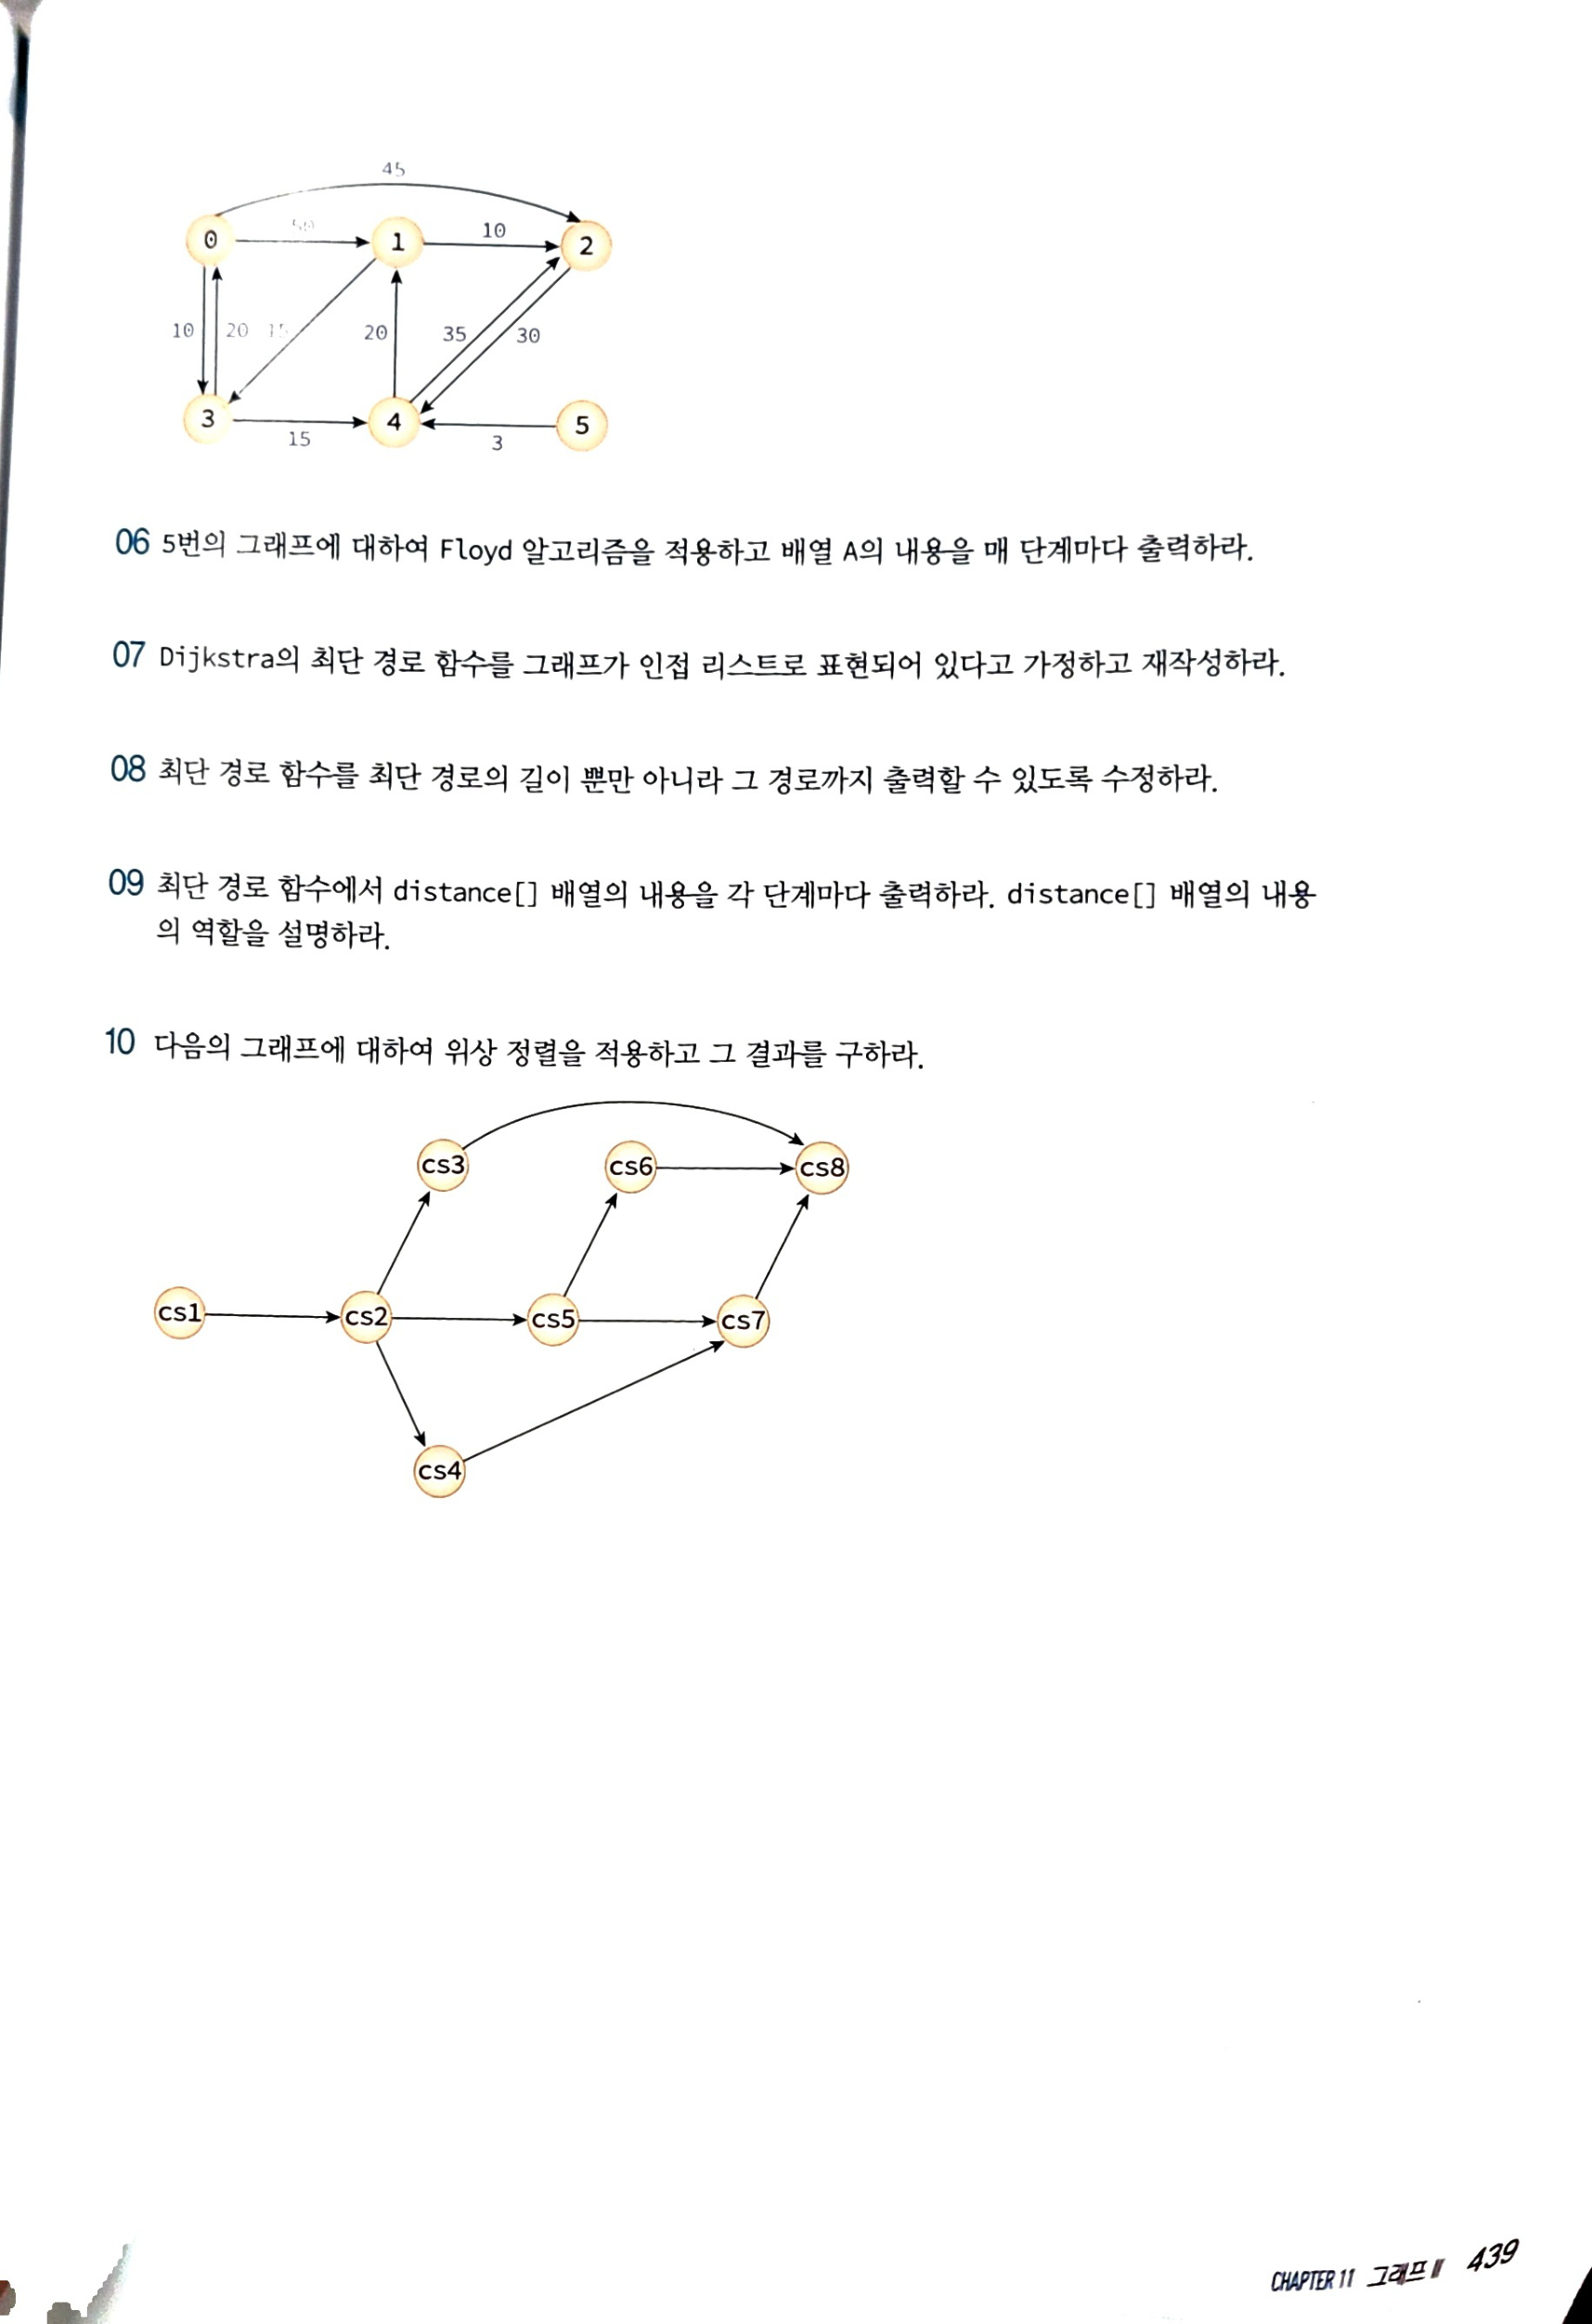 45
0
50
1
10
2
10
20
15
20
35
30
3
15
4
3
5
06 5번의 그래프에 대하여 Floyd 알고리즘을 적용하고 배열 A의 내용을 매 단계마다 출력하라.
07 Dijkstra의 최단 경로 함수를 그래프가 인접 리스트로 표현되어 있다고 가정하고 재작성하라.
08 최단 경로 함수를 최단 경로의 길이 뿐만 아니라 그 경로까지 출력할 수 있도록 수정하라.
09 최단 경로 함수에서 distance[] 배열의 내용을 각 단계마다 출력하라. distance[] 배열의 내용
의 역할을 설명하라.
10 다음의 그래프에 대하여 위상 정렬을 적용하고 그 결과를 구하라.
cs3
cs6
cs8
cs1
cs2
cs5
cs7
cs4
CHAPTER 11 그래프 II 439